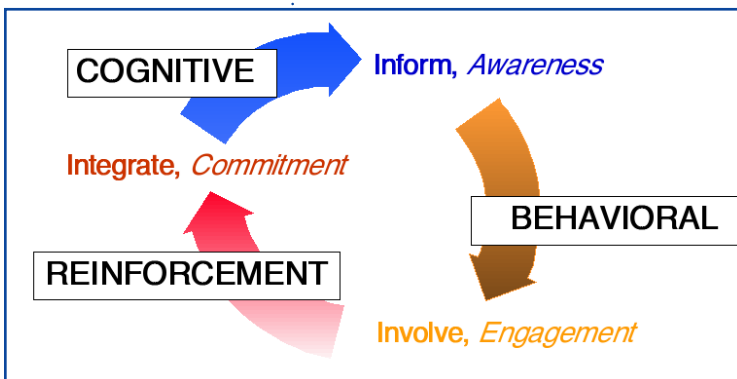 COGNITIVE
Inform, Awareness
Integrate, Commitment
BEHAVIORAL
REINFORCEMENT
Involve, Engagement